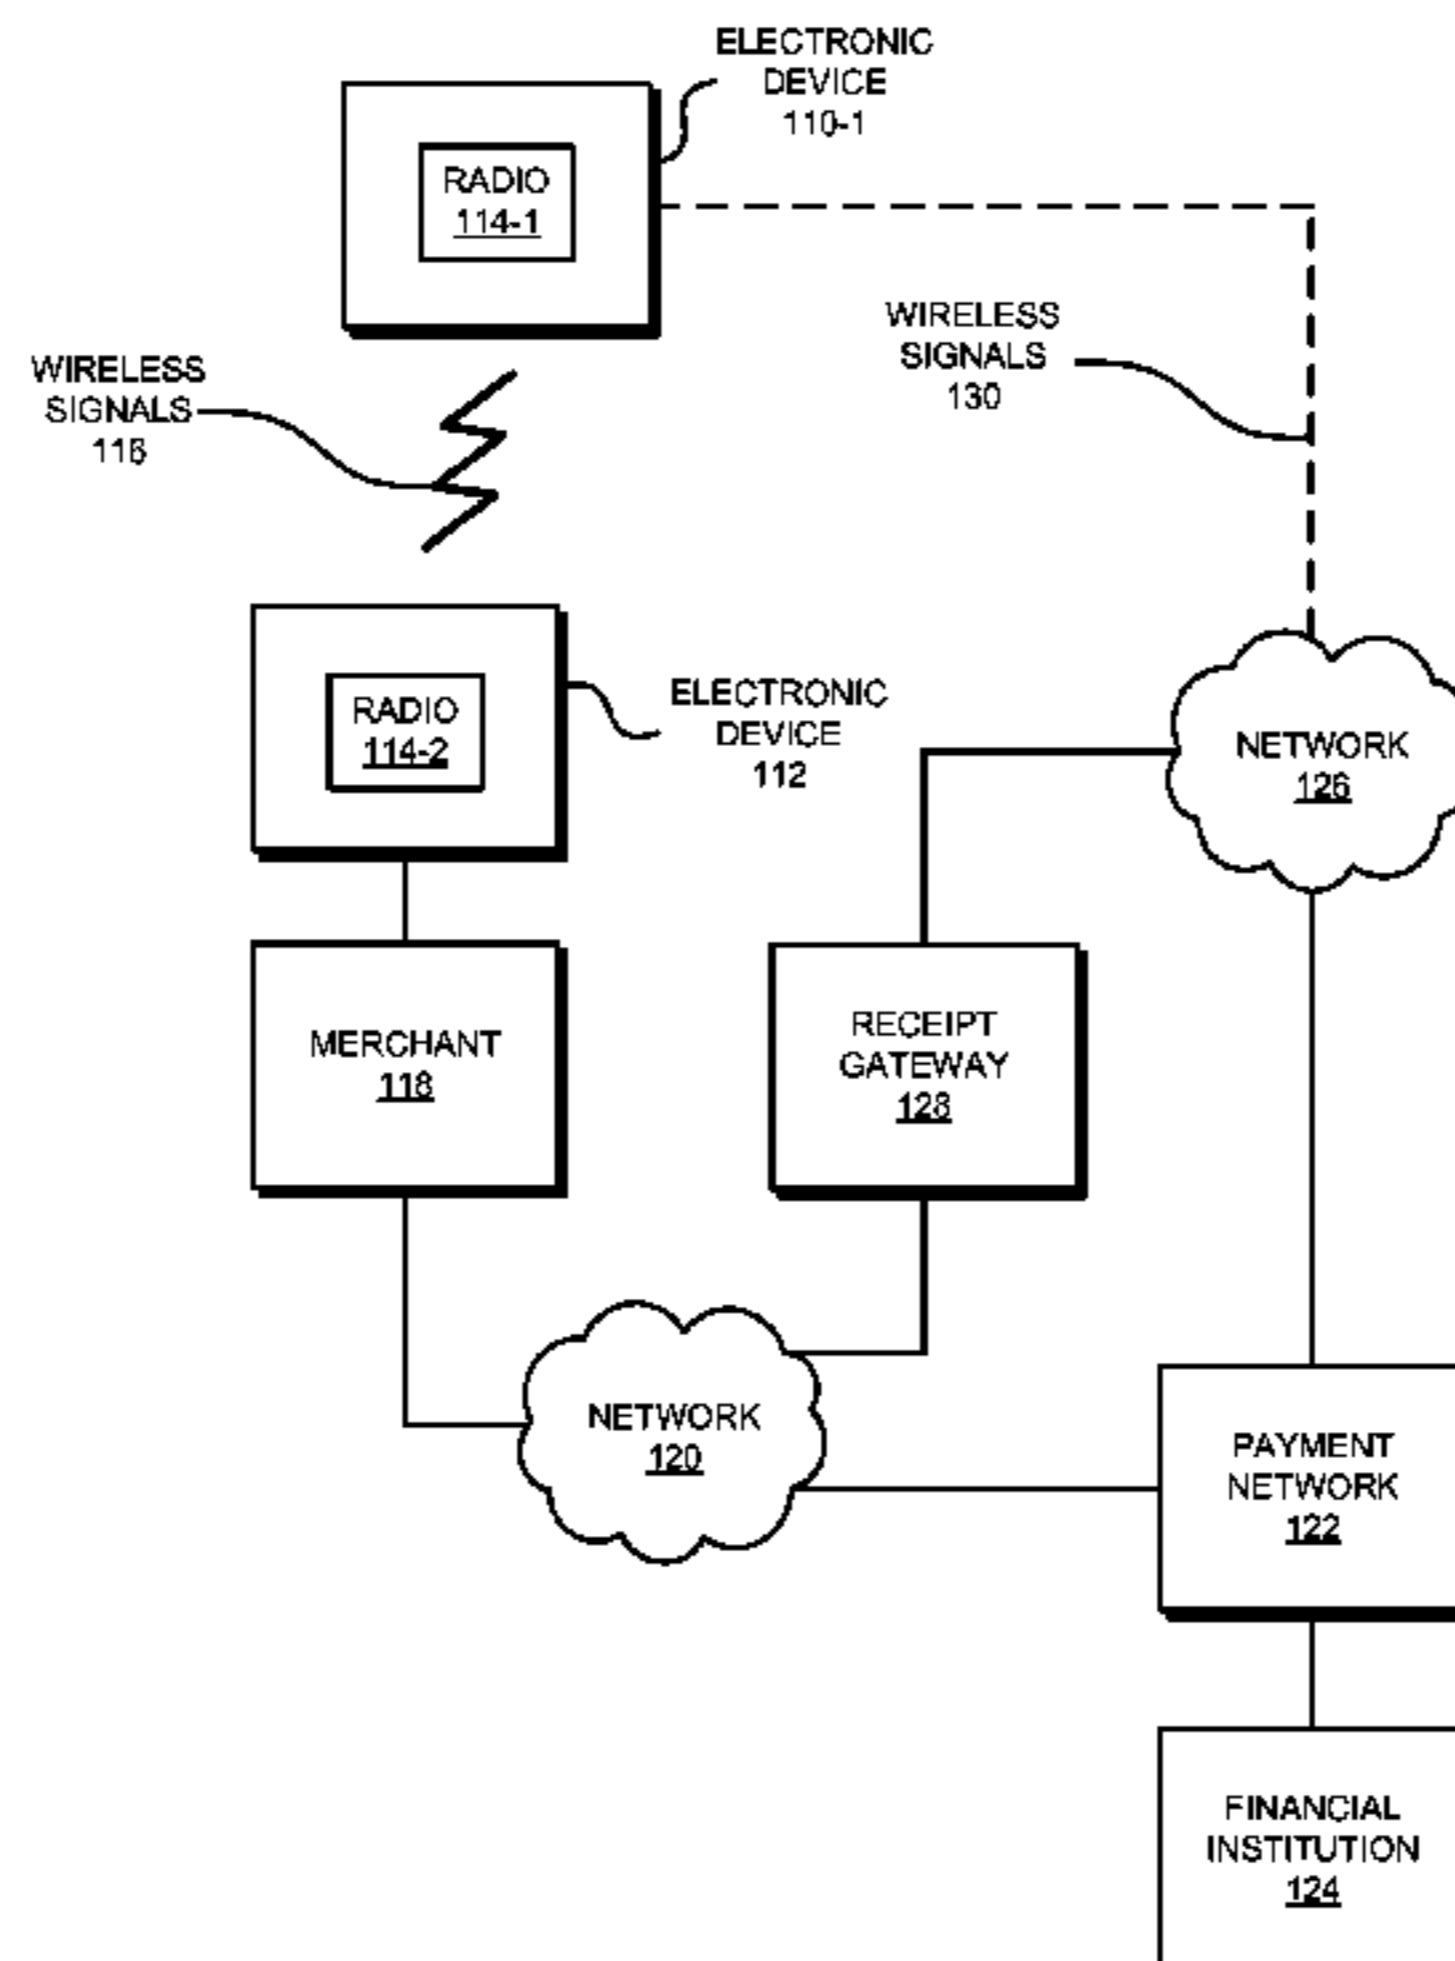 ELECTRONIC
DEVICE
110-1
RADIO
114-1
WIRELESS
SIGNALS
130
WIRELESS
SIGNALS
116
RADIO
114-2
ELECTRONIC
DEVICE
112
NETWORK
126
MERCHANT
118
RECEIPT
GATEWAY
128
NETWORK
120
PAYMENT
NETWORK
122
FINANCIAL
INSTITUTION
124